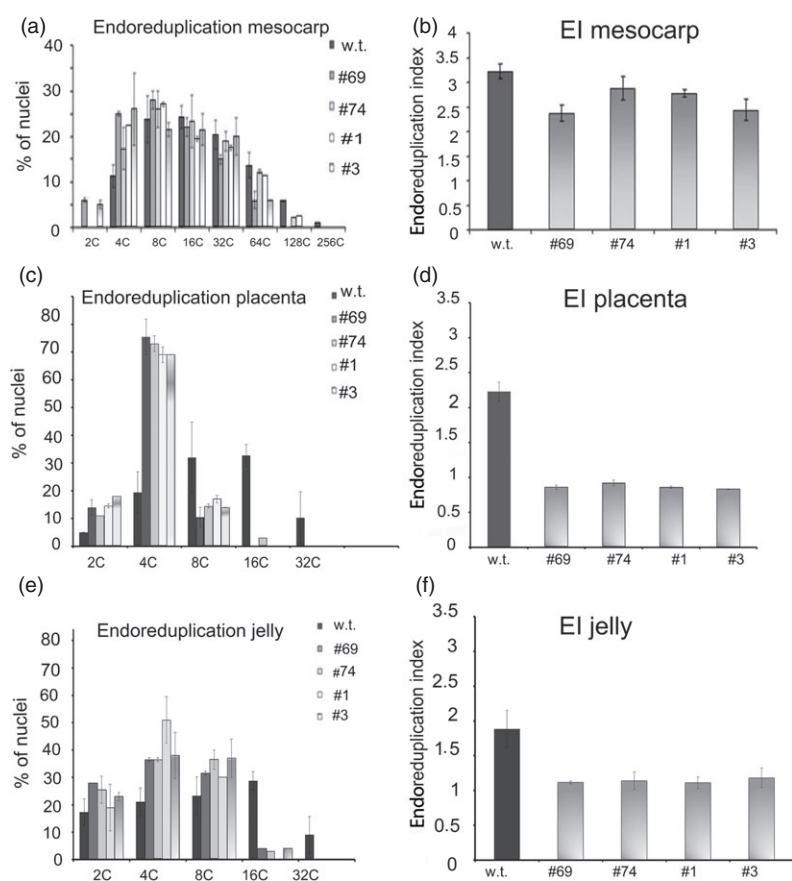 (a)
Endoreduplication mesocarp
w.t.
#69
#74
#1
#3
% of nuclei
40
30
20
10
0
2C 4C 8C 16C 32C 64C 128C 256C
(b)
EI mesocarp
Endoreduplication index
4
3.5
3
2.5
2
1.5
1
0.5
0
w.t. #69 #74 #1 #3
(c)
Endoreduplication placenta
w.t.
#69
#74
#1
#3
% of nuclei
80
70
60
50
40
30
20
10
0
2C 4C 8C 16C 32C
(d)
EI placenta
Endoreduplication index
3.5
3
2.5
2
1.5
1
0.5
0
w.t. #69 #74 #1 #3
(e)
Endoreduplication jelly
w.t.
#69
#74
#1
#3
% of nuclei
80
70
60
50
40
30
20
10
0
2C 4C 8C 16C 32C
(f)
EI jelly
Endoreduplication index
3.5
3
2.5
2
1.5
1
0.5
0
w.t. #69 #74 #1 #3